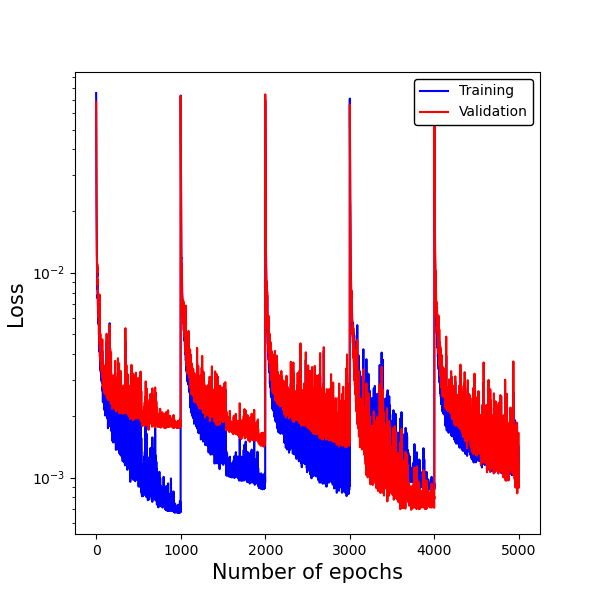 Training
Validation
Loss
10⁻²
10⁻³
0 1000 2000 3000 4000 5000
Number of epochs